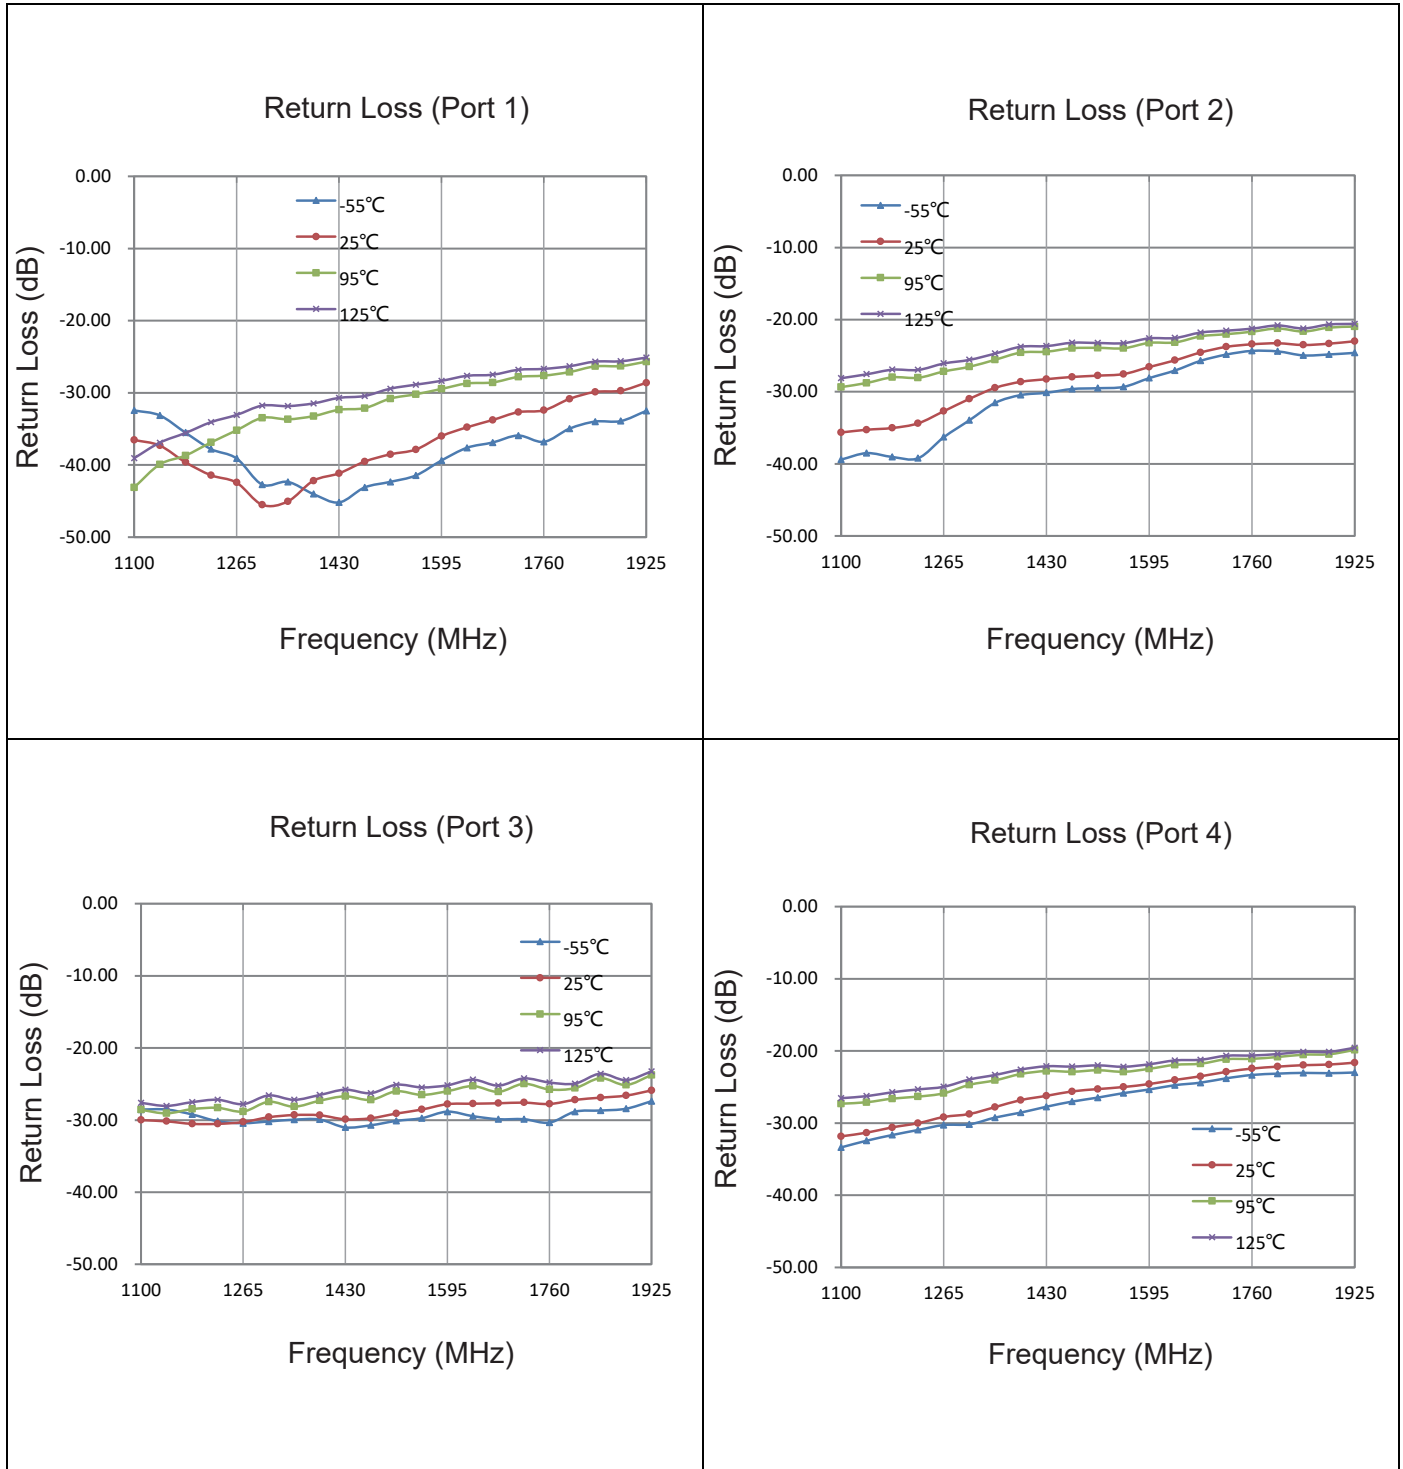 Return Loss (Port 1)
0.00
-10.00
-20.00
-30.00
-40.00
-50.00
Return Loss (dB)
-55℃
25℃
95℃
125℃
1100 1265 1430 1595 1760 1925
Frequency (MHz)
Return Loss (Port 2)
0.00
-10.00
-20.00
-30.00
-40.00
-50.00
Return Loss (dB)
-55℃
25℃
95℃
125℃
1100 1265 1430 1595 1760 1925
Frequency (MHz)
Return Loss (Port 3)
0.00
-10.00
-20.00
-30.00
-40.00
-50.00
Return Loss (dB)
-55℃
25℃
95℃
125℃
1100 1265 1430 1595 1760 1925
Frequency (MHz)
Return Loss (Port 4)
0.00
-10.00
-20.00
-30.00
-40.00
-50.00
Return Loss (dB)
-55℃
25℃
95℃
125℃
1100 1265 1430 1595 1760 1925
Frequency (MHz)